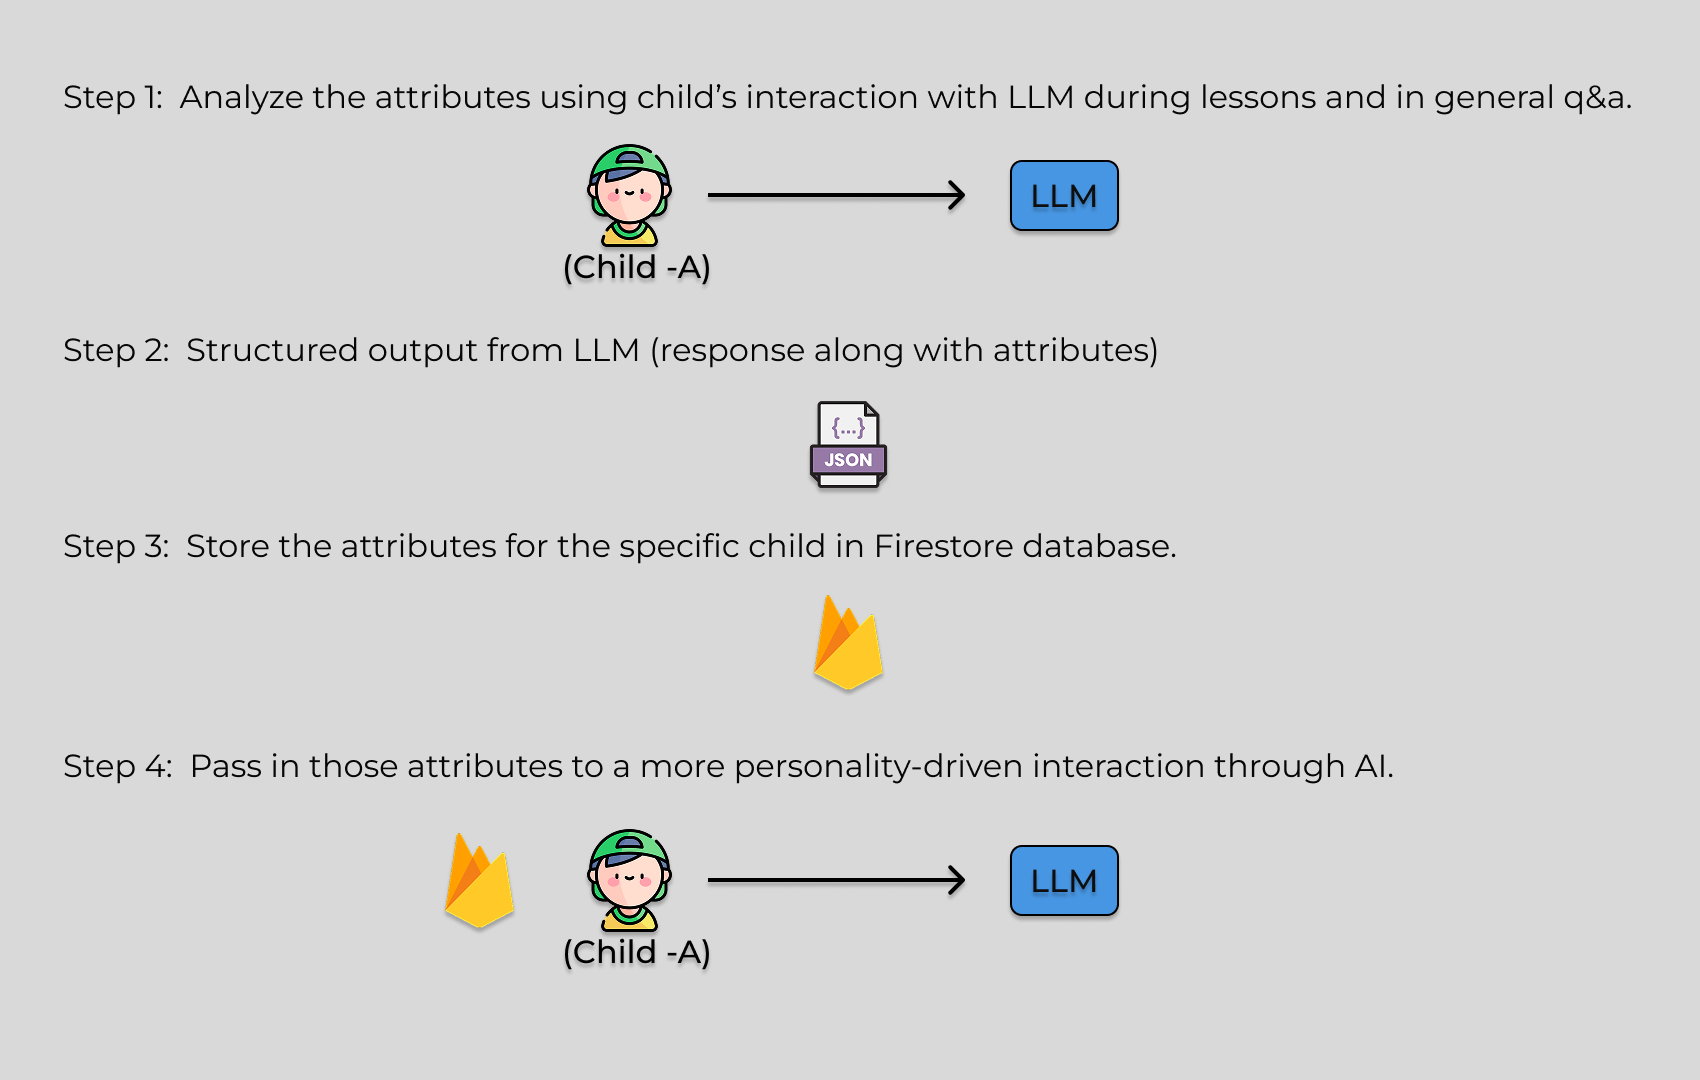 Step 1: Analyze the attributes using child’s interaction with LLM during lessons and in general q&a.
LLM
(Child -A)
Step 2: Structured output from LLM (response along with attributes)
{...}
JSON
Step 3: Store the attributes for the specific child in Firestore database.
Step 4: Pass in those attributes to a more personality-driven interaction through AI.
LLM
(Child -A)